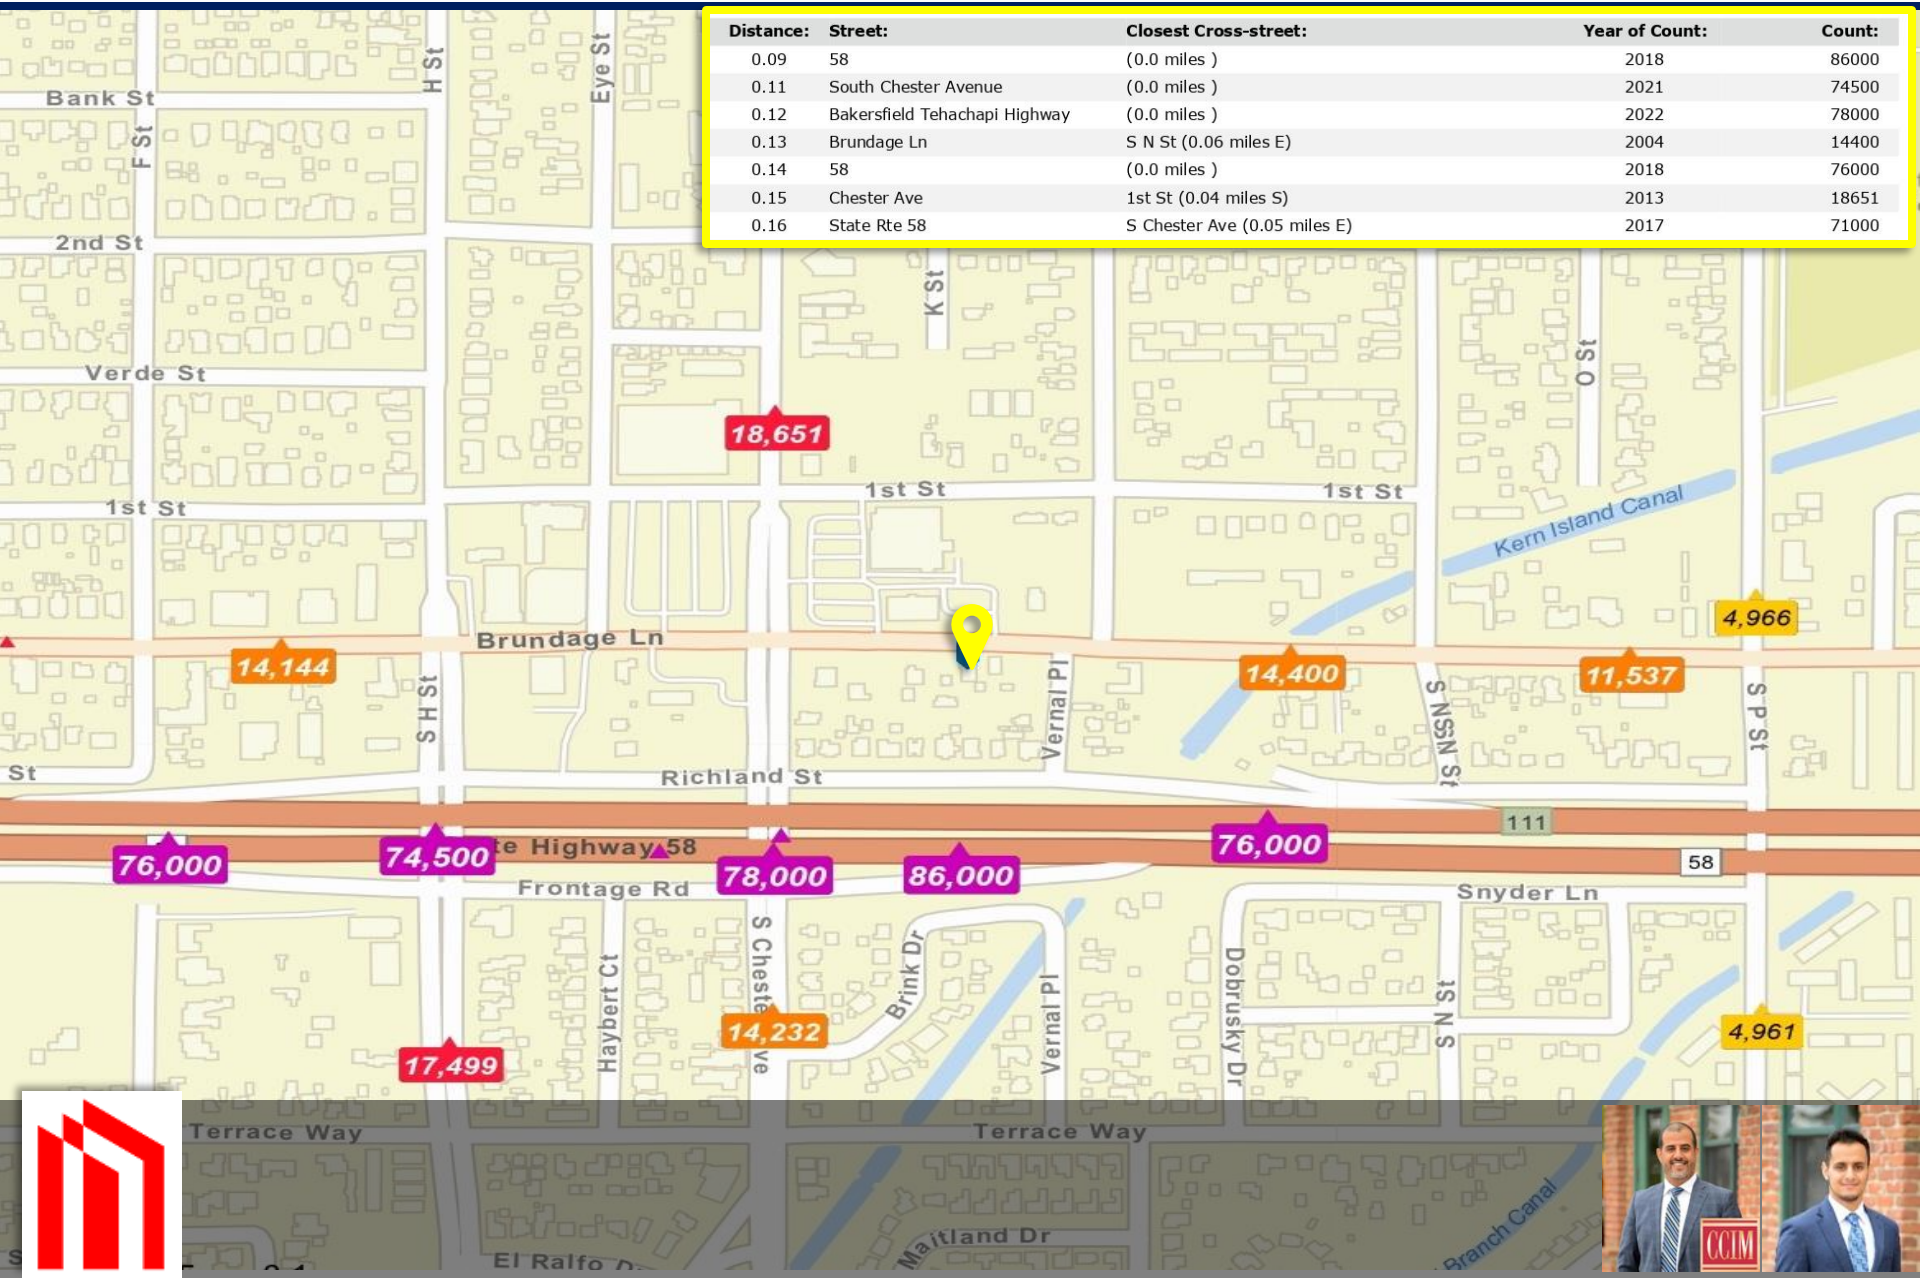 Distance: Street: Closest Cross-street: Year of Count: Count:
0.09 58 (0.0 miles ) 2018 86000
0.11 South Chester Avenue (0.0 miles ) 2021 74500
0.12 Bakersfield Tehachapi Highway (0.0 miles ) 2022 78000
0.13 Brundage Ln S N St (0.06 miles E) 2004 14400
0.14 58 (0.0 miles ) 2018 76000
0.15 Chester Ave 1st St (0.04 miles S) 2013 18651
0.16 State Rte 58 S Chester Ave (0.05 miles E) 2017 71000
H St
Eye St
Bank St
F St
2nd St
K St
Verde St
O St
18,651
1st St
1st St
1st St
Kern Island Canal
4,966
Brundage Ln
14,144
14,400
11,537
S H St
Vernal Pl
S N St
S N St
S P St
St
Richland St
111
76,000
74,500
te Highway 58
78,000
86,000
76,000
58
Frontage Rd
Snyder Ln
S Cheste
ve
Haybert Ct
Brink Dr
Vernal Pl
Dobrusky Dr
S N St
14,232
4,961
17,499
Terrace Way
Terrace Way
Maitland Dr
El Ralfo
Branch Canal
CCIM